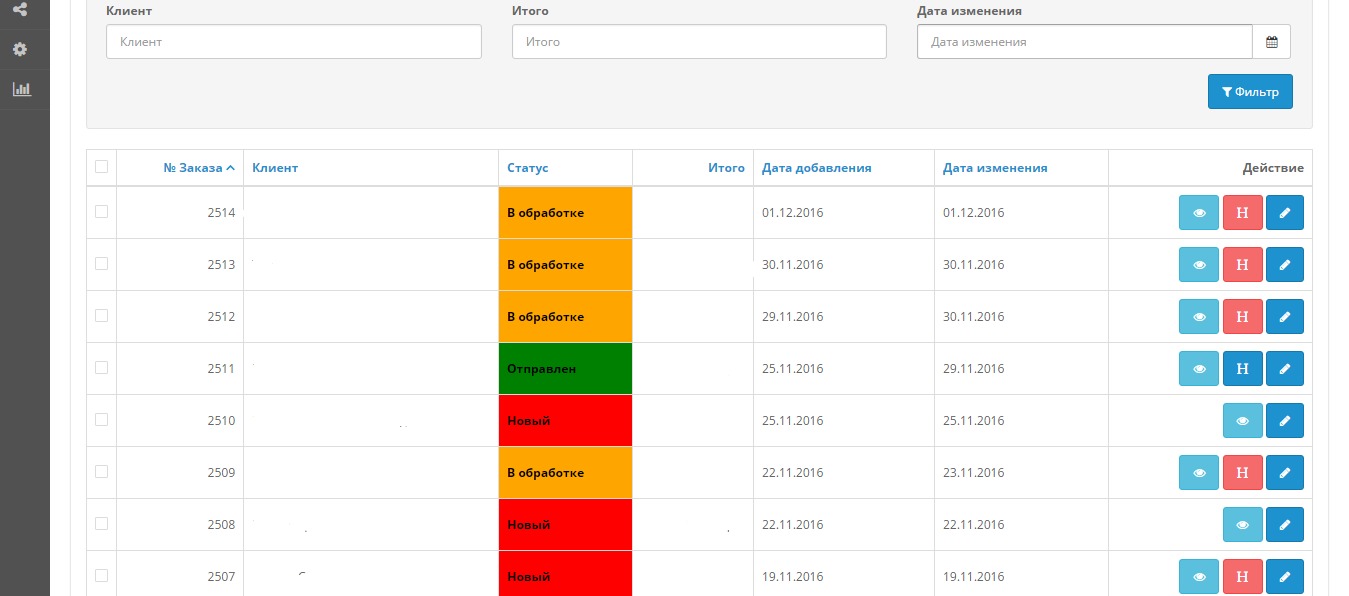 Клиент Итого Дата изменения
Клиент Итого Дата изменения
Фильтр
№ Заказа Клиент Статус Итого Дата добавления Дата изменения Действие
2514 В обработке 01.12.2016 01.12.2016 H
2513 В обработке 30.11.2016 30.11.2016 H
2512 В обработке 29.11.2016 30.11.2016 H
2511 Отправлен 25.11.2016 29.11.2016 H
2510 Новый 25.11.2016 25.11.2016
2509 В обработке 22.11.2016 23.11.2016 H
2508 Новый 22.11.2016 22.11.2016
2507 Новый 19.11.2016 19.11.2016 H